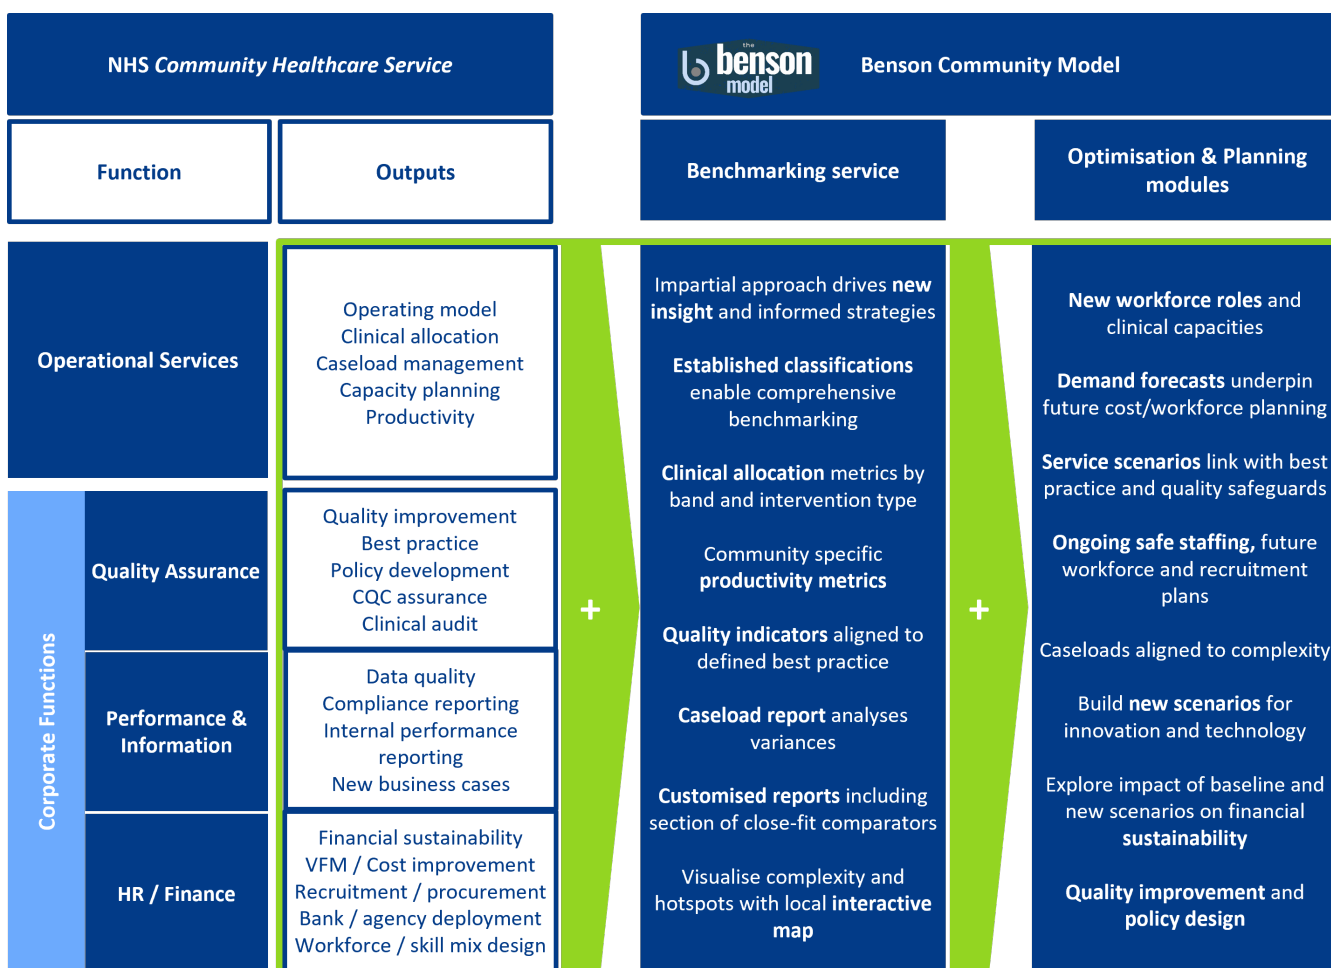 NHS Community Healthcare Service
the
benson
model
Benson Community Model
Function
Outputs
Benchmarking service
Optimisation & Planning
modules
Operational Services
Operating model
Clinical allocation
Caseload management
Capacity planning
Productivity
Corporate Functions
Quality Assurance
Quality improvement
Best practice
Policy development
CQC assurance
Clinical audit
Performance &
Information
Data quality
Compliance reporting
Internal performance
reporting
New business cases
HR / Finance
Financial sustainability
VFM / Cost improvement
Recruitment / procurement
Bank / agency deployment
Workforce / skill mix design
+
Impartial approach drives new
insight and informed strategies
Established classifications
enable comprehensive
benchmarking
Clinical allocation metrics by
band and intervention type
Community specific
productivity metrics
Quality indicators aligned to
defined best practice
Caseload report analyses
variances
Customised reports including
section of close-fit comparators
Visualise complexity and
hotspots with local interactive
map
+
New workforce roles and
clinical capacities
Demand forecasts underpin
future cost/workforce planning
Service scenarios link with best
practice and quality safeguards
Ongoing safe staffing, future
workforce and recruitment
plans
Caseloads aligned to complexity
Build new scenarios for
innovation and technology
Explore impact of baseline and
new scenarios on financial
sustainability
Quality improvement and
policy design